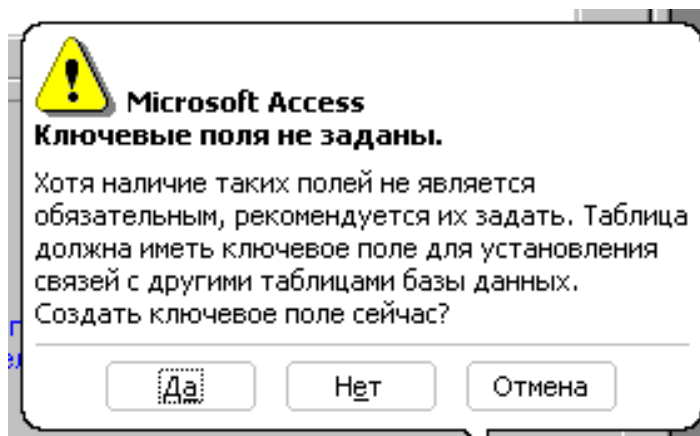 Microsoft Access
Ключевые поля не заданы.
Хотя наличие таких полей не является
обязательным, рекомендуется их задать. Таблица
должна иметь ключевое поле для установления
связей с другими таблицами базы данных.
Создать ключевое поле сейчас?
Да Нет Отмена